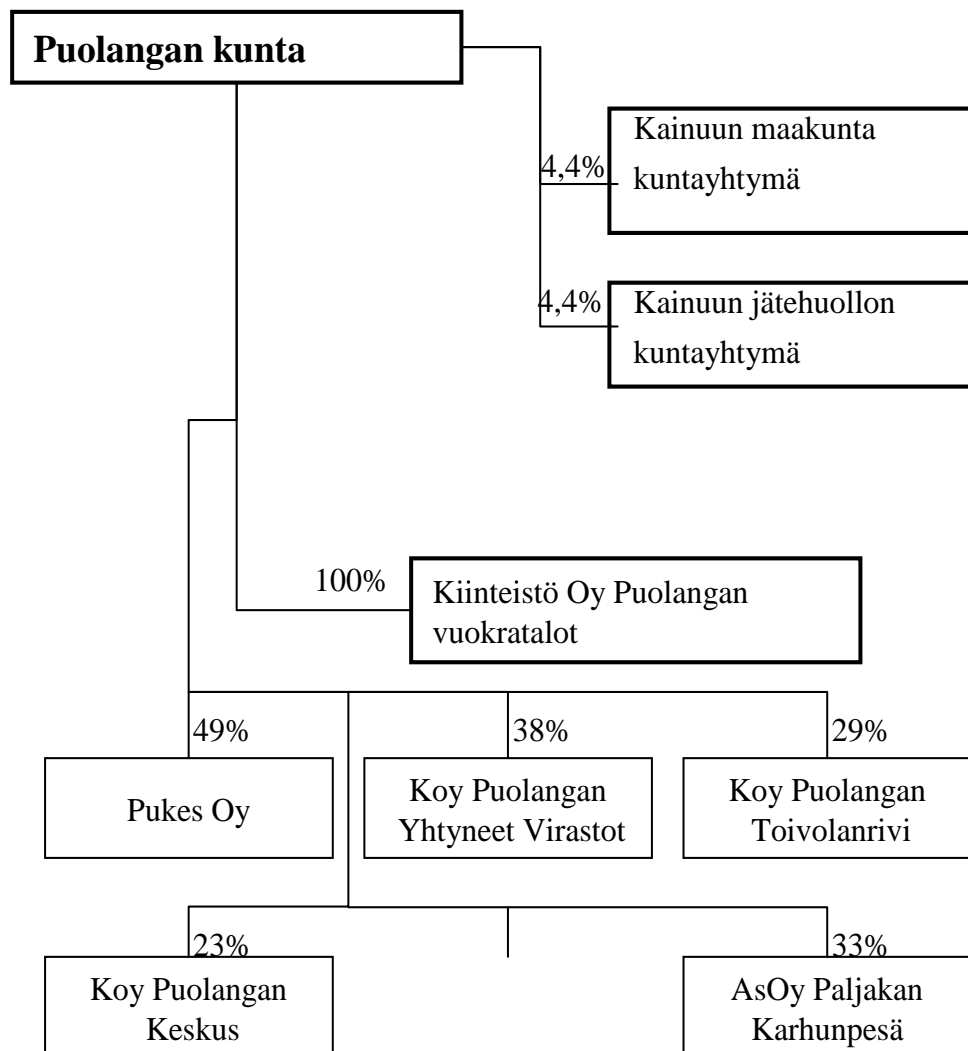 Puolangan kunta
Kainuun maakunta
4,4%
kuntayhtymä
4,4%
Kainuun jätehuollon
kuntayhtymä
100%
Kiinteistö Oy Puolangan
vuokratalot
49%
38%
29%
Pukes Oy
Koy Puolangan
Yhtyneet Virastot
Koy Puolangan
Toivolanrivi
23%
33%
Koy Puolangan
Keskus
AsOy Paljakan
Karhunpesä